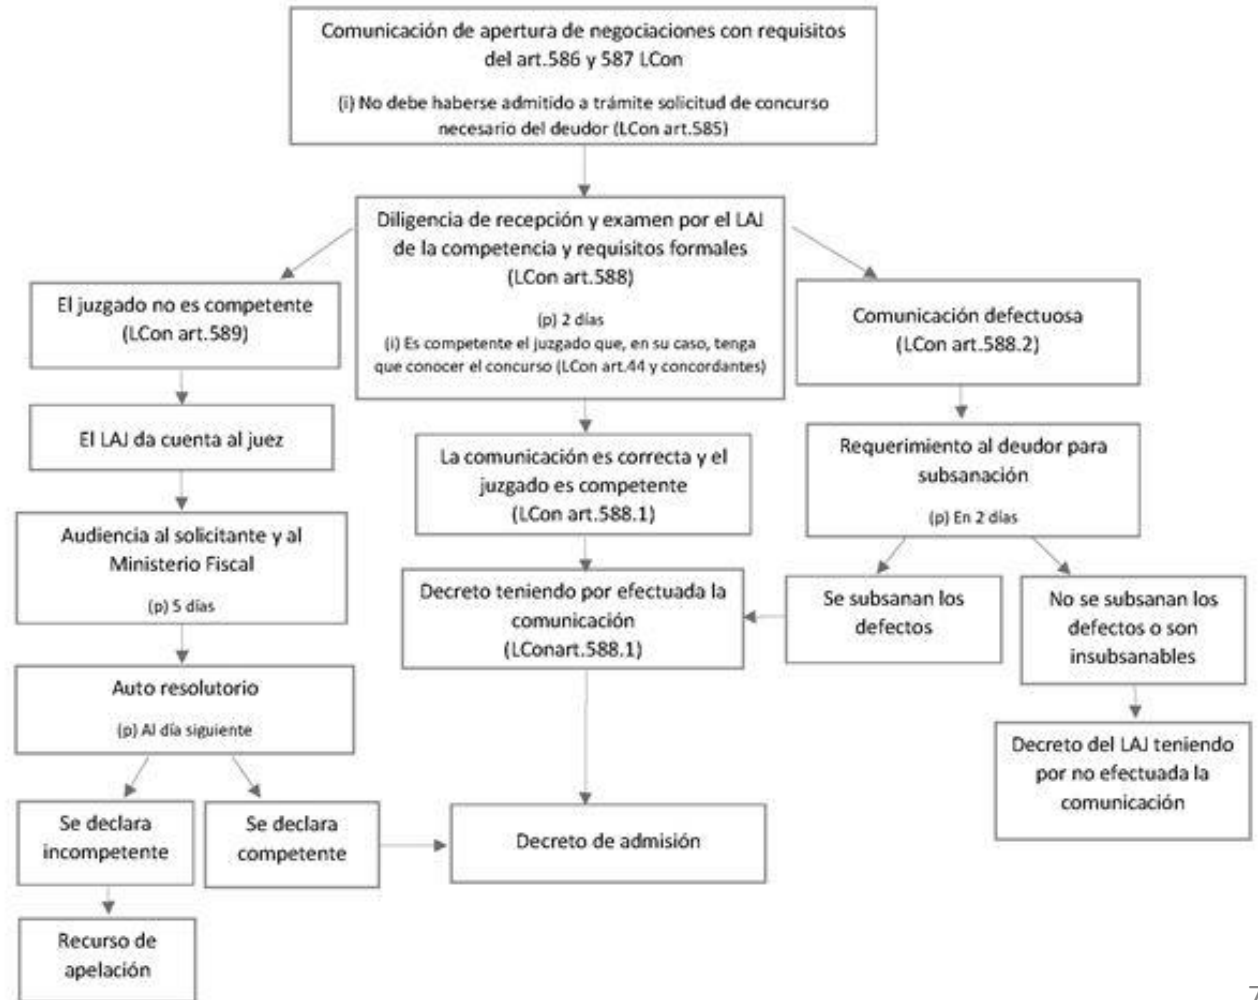 Comunicación de apertura de negociaciones con requisitos
del art.586 y 587 LCon
(i) No debe haberse admitido a trámite solicitud de concurso
necesario del deudor (LCon art.585)
Diligencia de recepción y examen por el LAJ
de la competencia y requisitos formales
(LCon art.588)
(p) 2 días
(i) Es competente el juzgado que, en su caso, tenga
que conocer el concurso (LCon art.44 y concordantes)
El juzgado no es competente
(LCon art.589)
Comunicación defectuosa
(LCon art.588.2)
El LAJ da cuenta al juez
La comunicación es correcta y el
juzgado es competente
(LCon art.588.1)
Requerimiento al deudor para
subsanación
(p) En 2 días
Audiencia al solicitante y al
Ministerio Fiscal
(p) 5 días
Decreto teniendo por efectuada la
comunicación
(LConart.588.1)
Se subsanan los
defectos
No se subsanan los
defectos o son
insubsanables
Auto resolutorio
(p) Al día siguiente
Decreto del LAJ teniendo
por no efectuada la
comunicación
Se declara
incompetente
Se declara
competente
Decreto de admisión
Recurso de
apelación
7